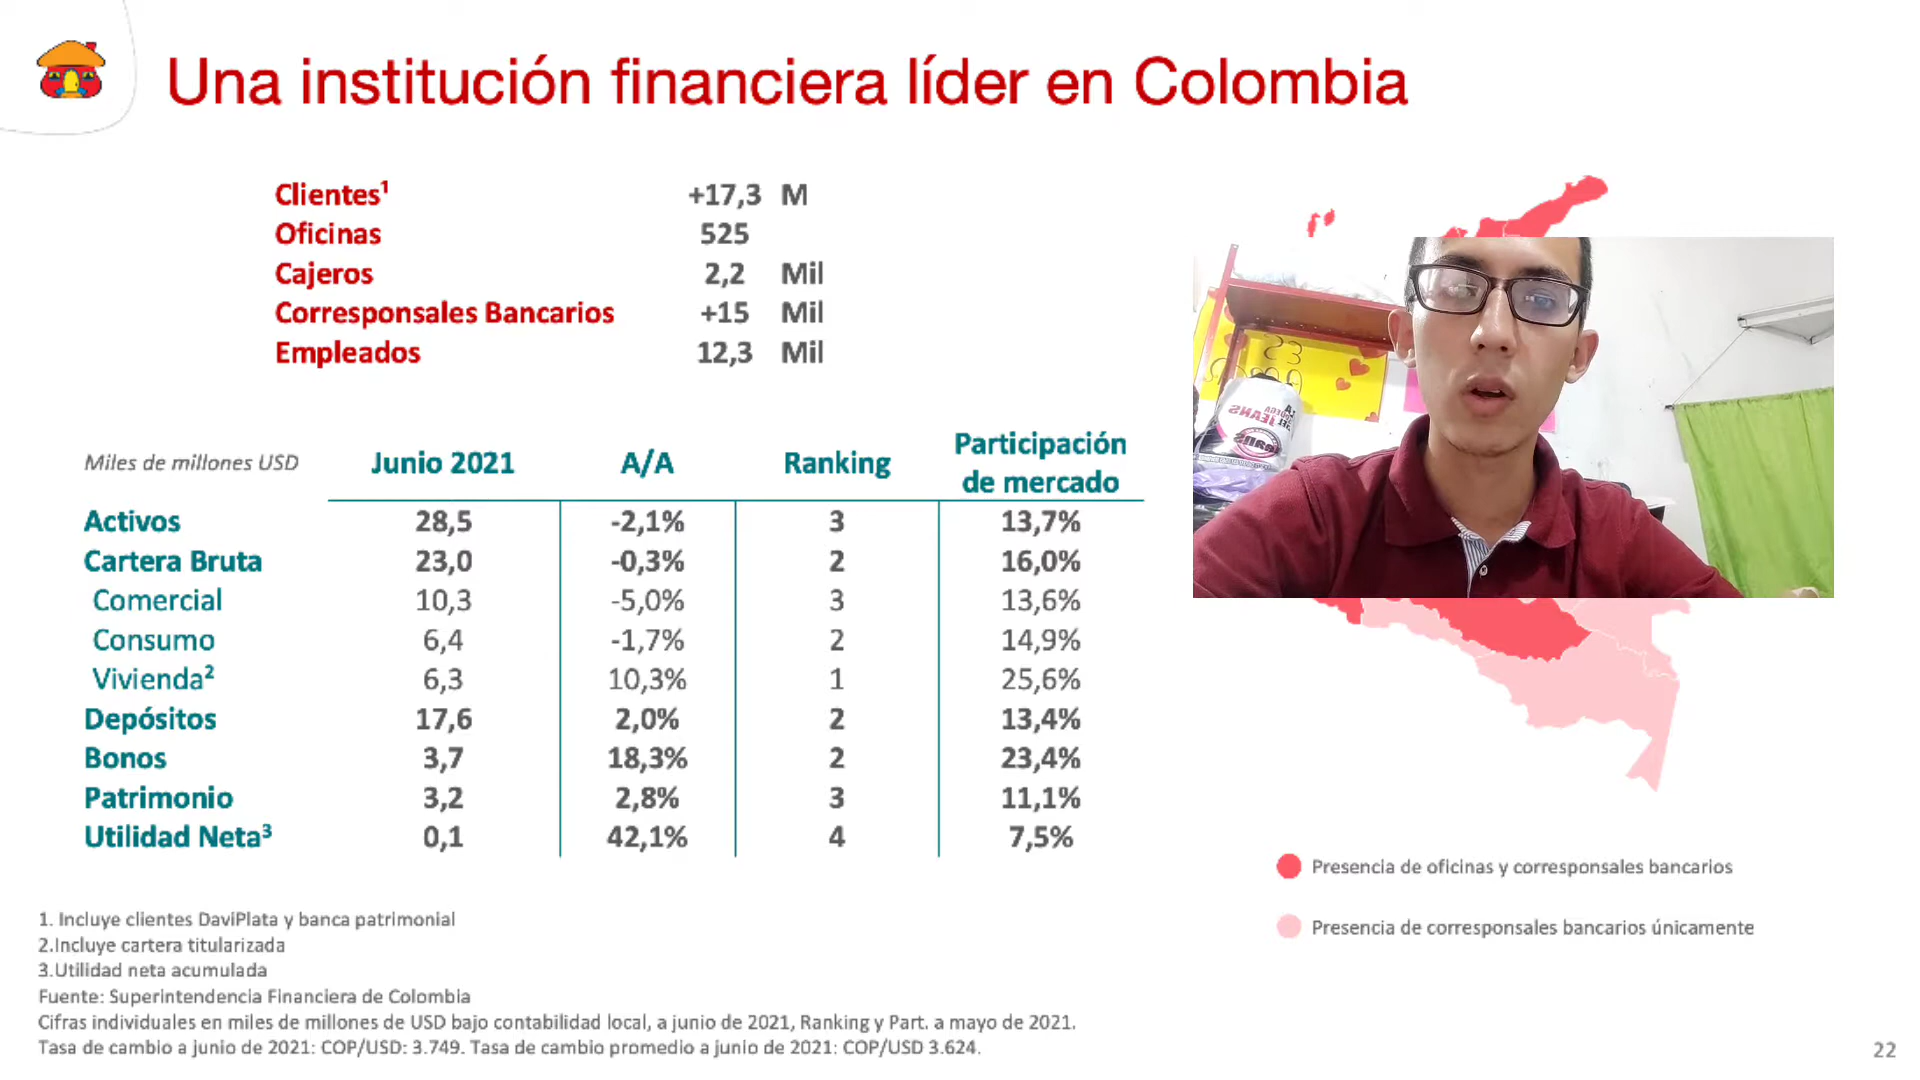 Una institución financiera líder en Colombia
Clientes¹ +17,3 M
Oficinas 525
Cajeros 2,2 Mil
Corresponsales Bancarios +15 Mil
Empleados 12,3 Mil
Miles de millones USD Junio 2021 A/A Ranking Participación de mercado
Activos 28,5 -2,1% 3 13,7%
Cartera Bruta 23,0 -0,3% 2 16,0%
Comercial 10,3 -5,0% 3 13,6%
Consumo 6,4 -1,7% 2 14,9%
Vivienda² 6,3 10,3% 1 25,6%
Depósitos 17,6 2,0% 2 13,4%
Bonos 3,7 18,3% 2 23,4%
Patrimonio 3,2 2,8% 3 11,1%
Utilidad Neta³ 0,1 42,1% 4 7,5%
LA
DEL JEANS
Presencia de oficinas y corresponsales bancarios
Presencia de corresponsales bancarios únicamente
1. Incluye clientes DaviPlata y banca patrimonial
2.Incluye cartera titularizada
3.Utilidad neta acumulada
Fuente: Superintendencia Financiera de Colombia
Cifras individuales en miles de millones de USD bajo contabilidad local, a junio de 2021, Ranking y Part. a mayo de 2021.
Tasa de cambio a junio de 2021: COP/USD: 3.749. Tasa de cambio promedio a junio de 2021: COP/USD 3.624.
22